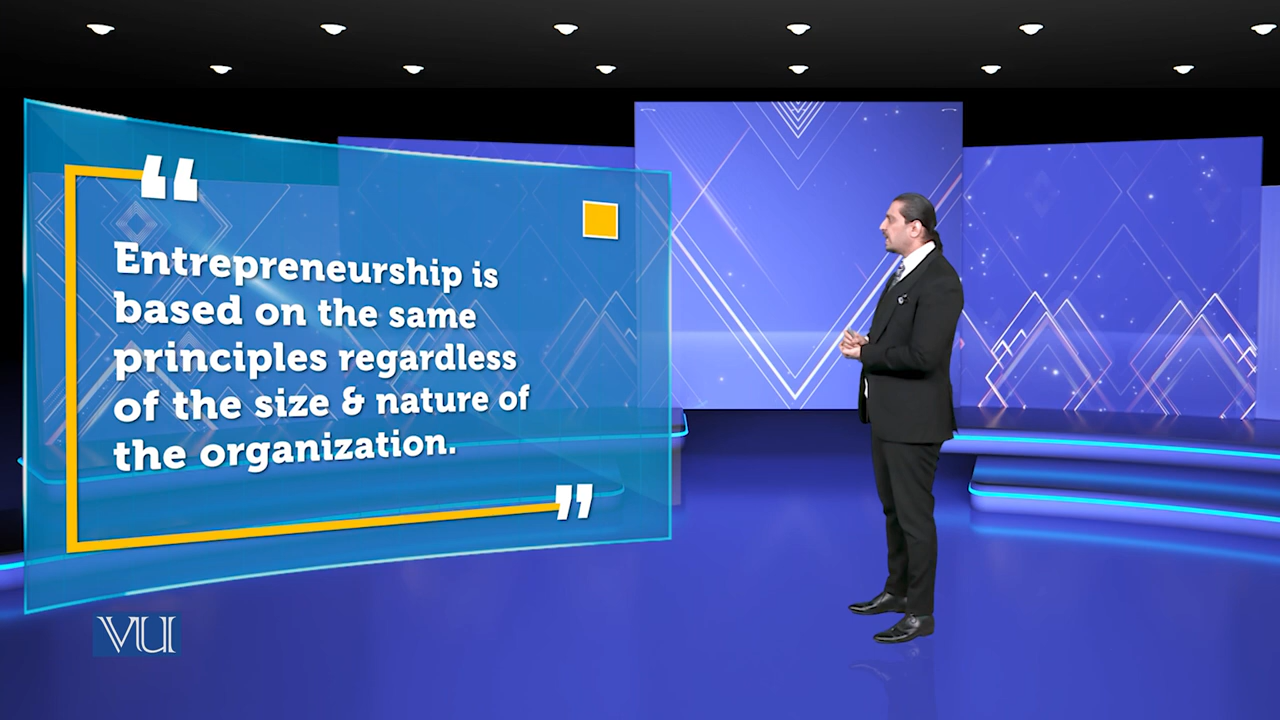 “
Entrepreneurship is
based on the same
principles regardless
of the size & nature of
the organization.
”
VU